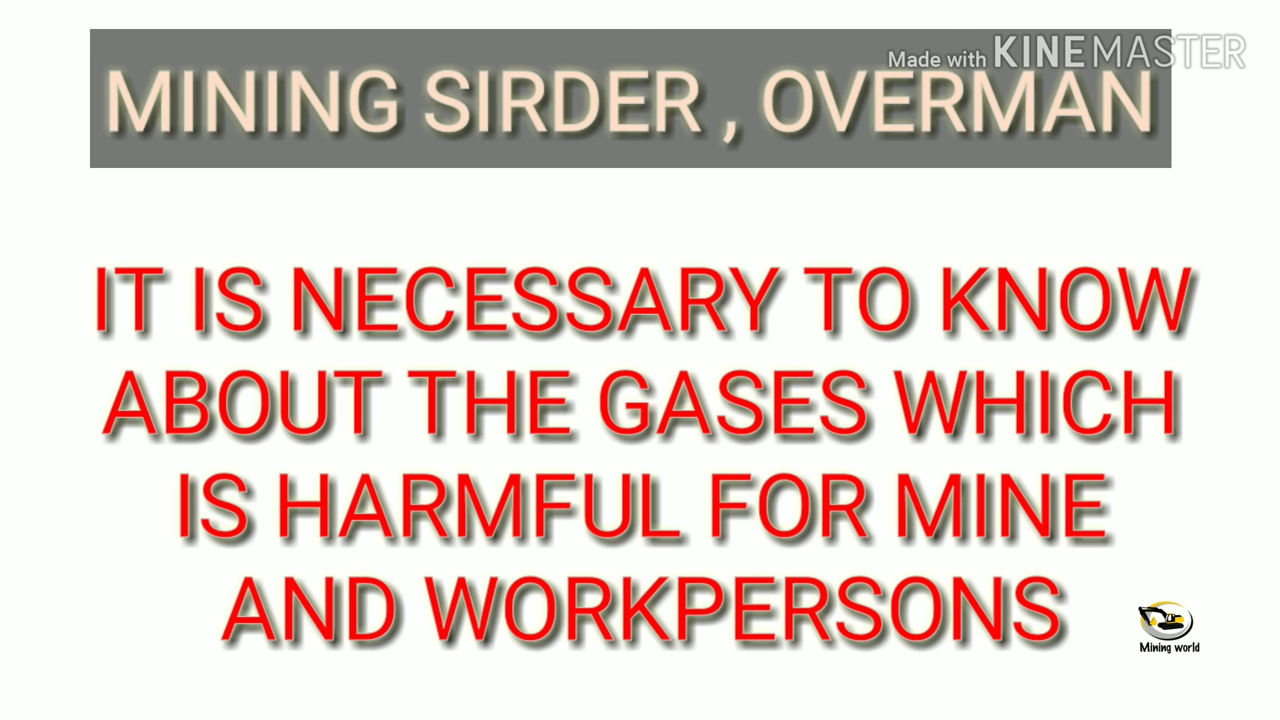 Made with KINEMASTER
MINING SIRDER , OVERMAN
IT IS NECESSARY TO KNOW
ABOUT THE GASES WHICH
IS HARMFUL FOR MINE
AND WORKPERSONS
Mining world